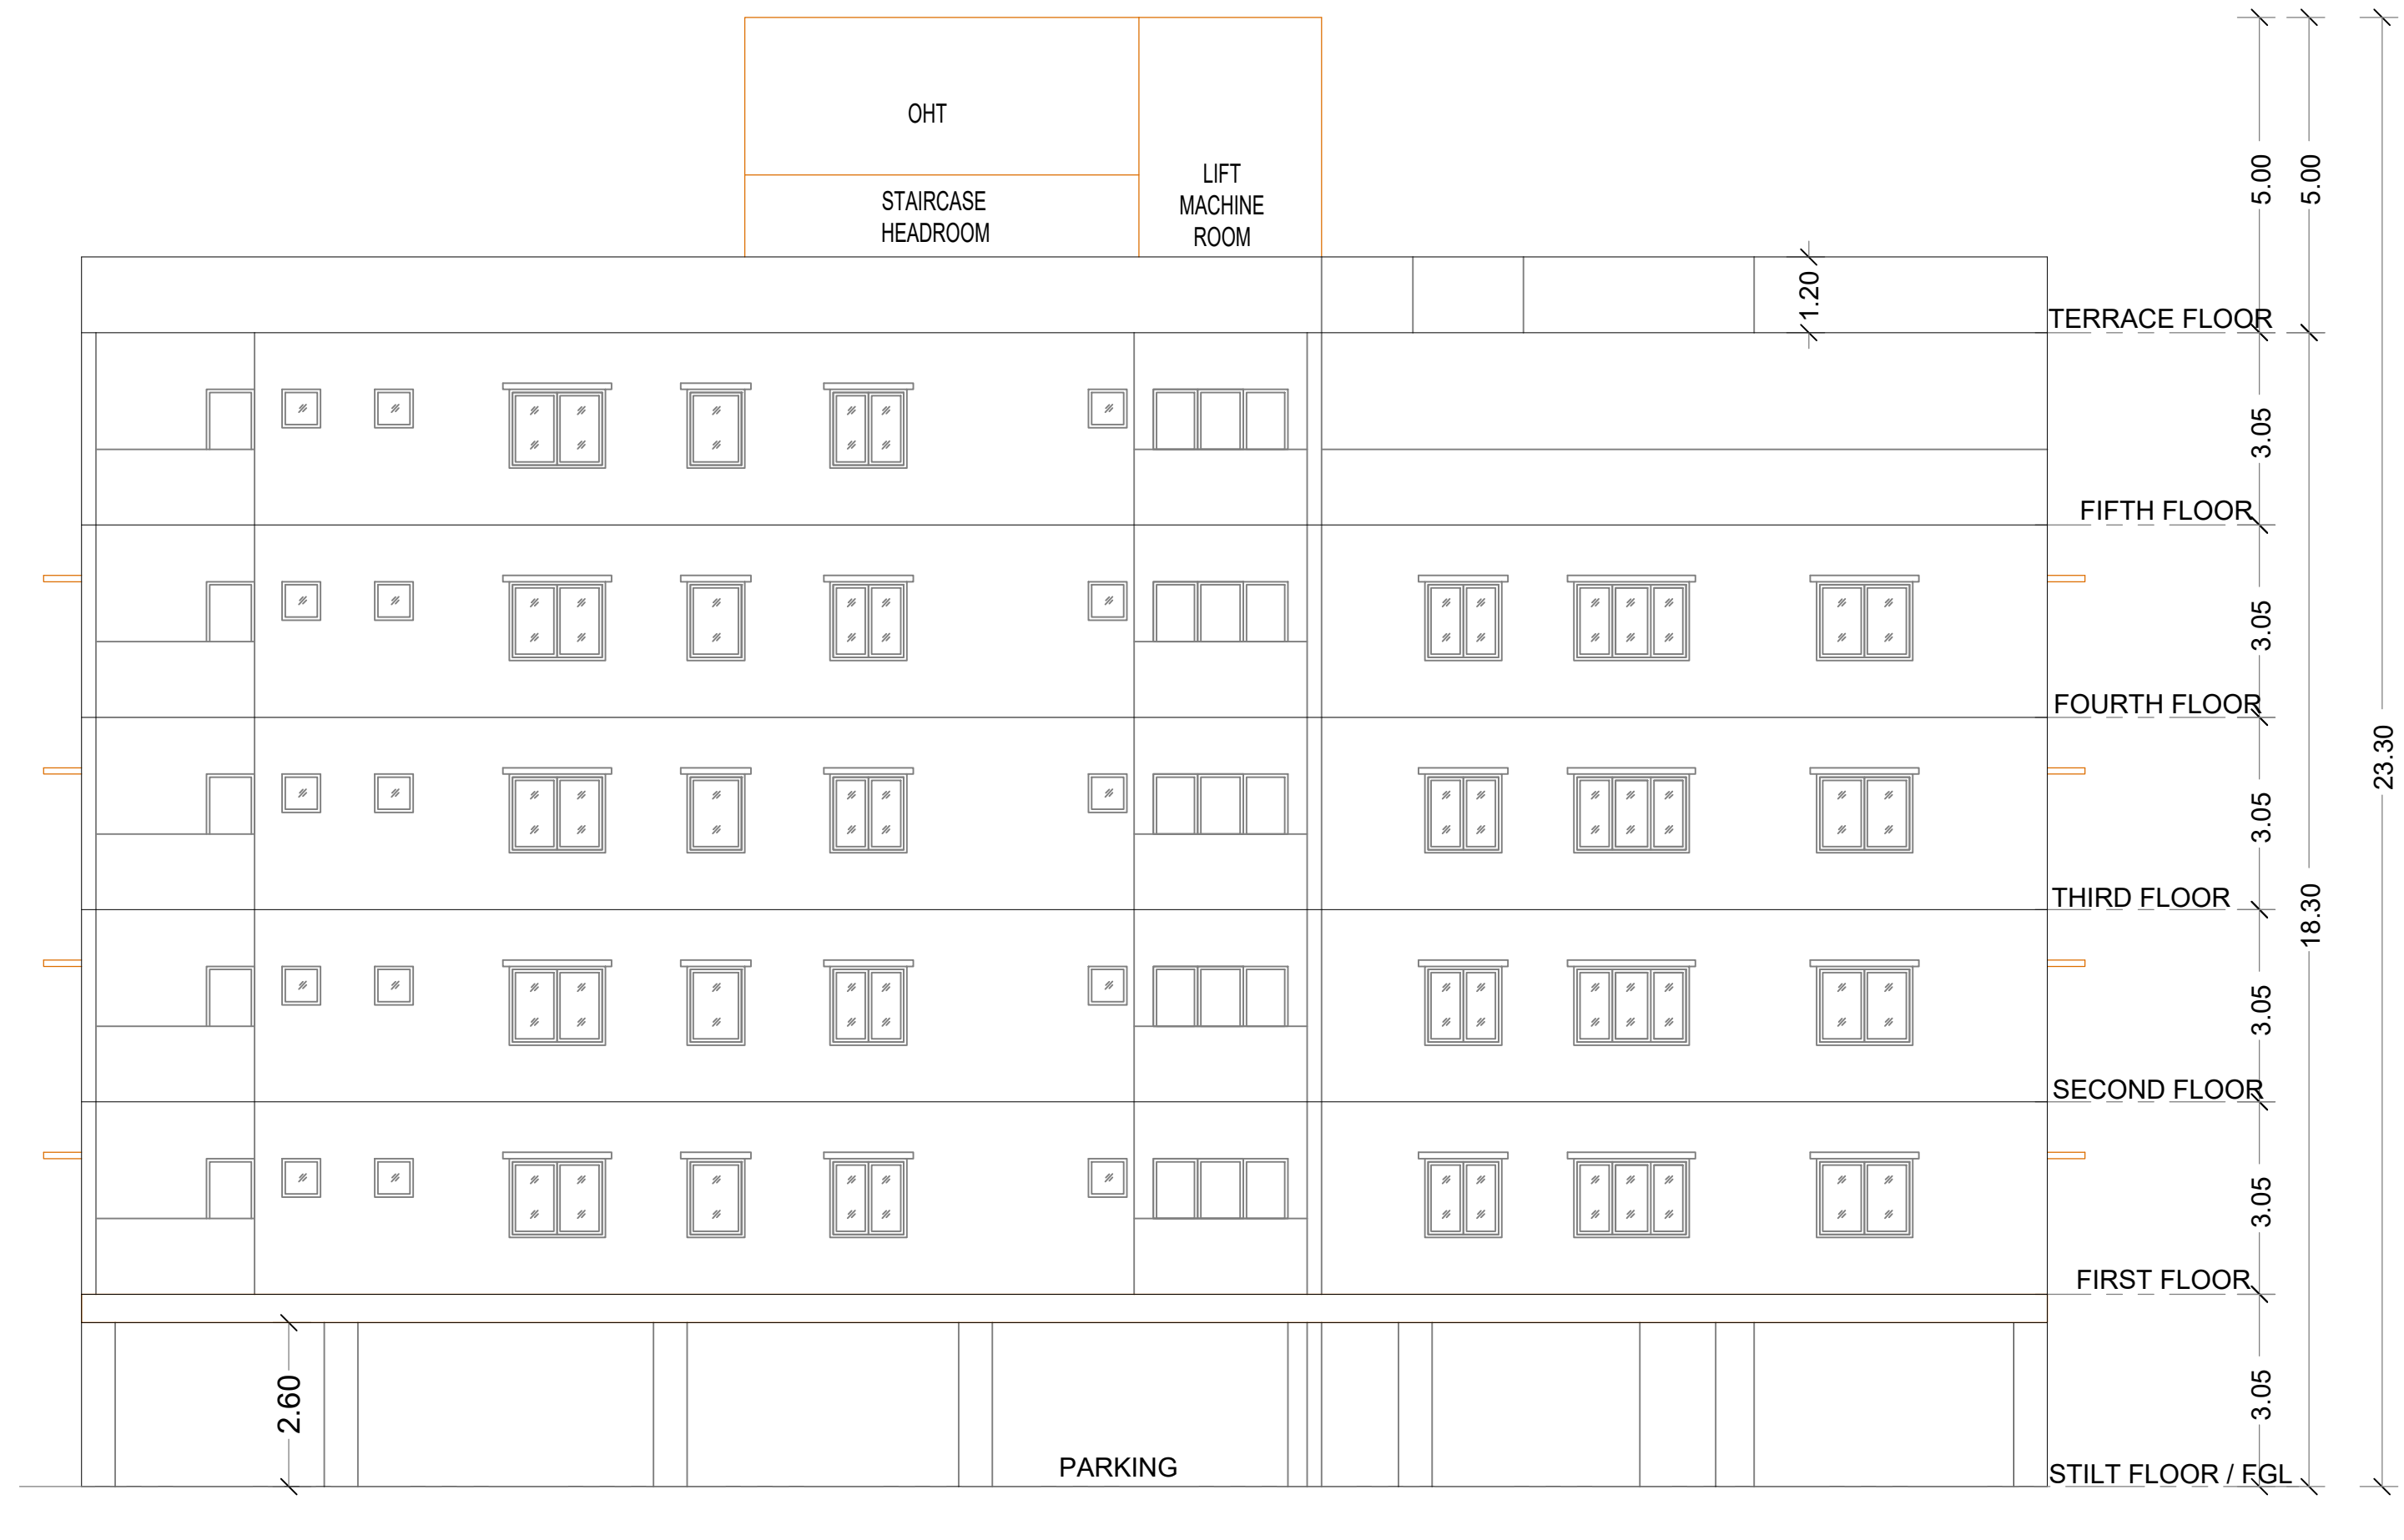 OHT
STAIRCASE
HEADROOM
LIFT
MACHINE
ROOM
5.00
5.00
1.20
TERRACE FLOOR
3.05
FIFTH FLOOR
3.05
FOURTH FLOOR
23.30
3.05
THIRD FLOOR
18.30
3.05
SECOND FLOOR
3.05
FIRST FLOOR
2.60
3.05
PARKING
STILT FLOOR / FGL